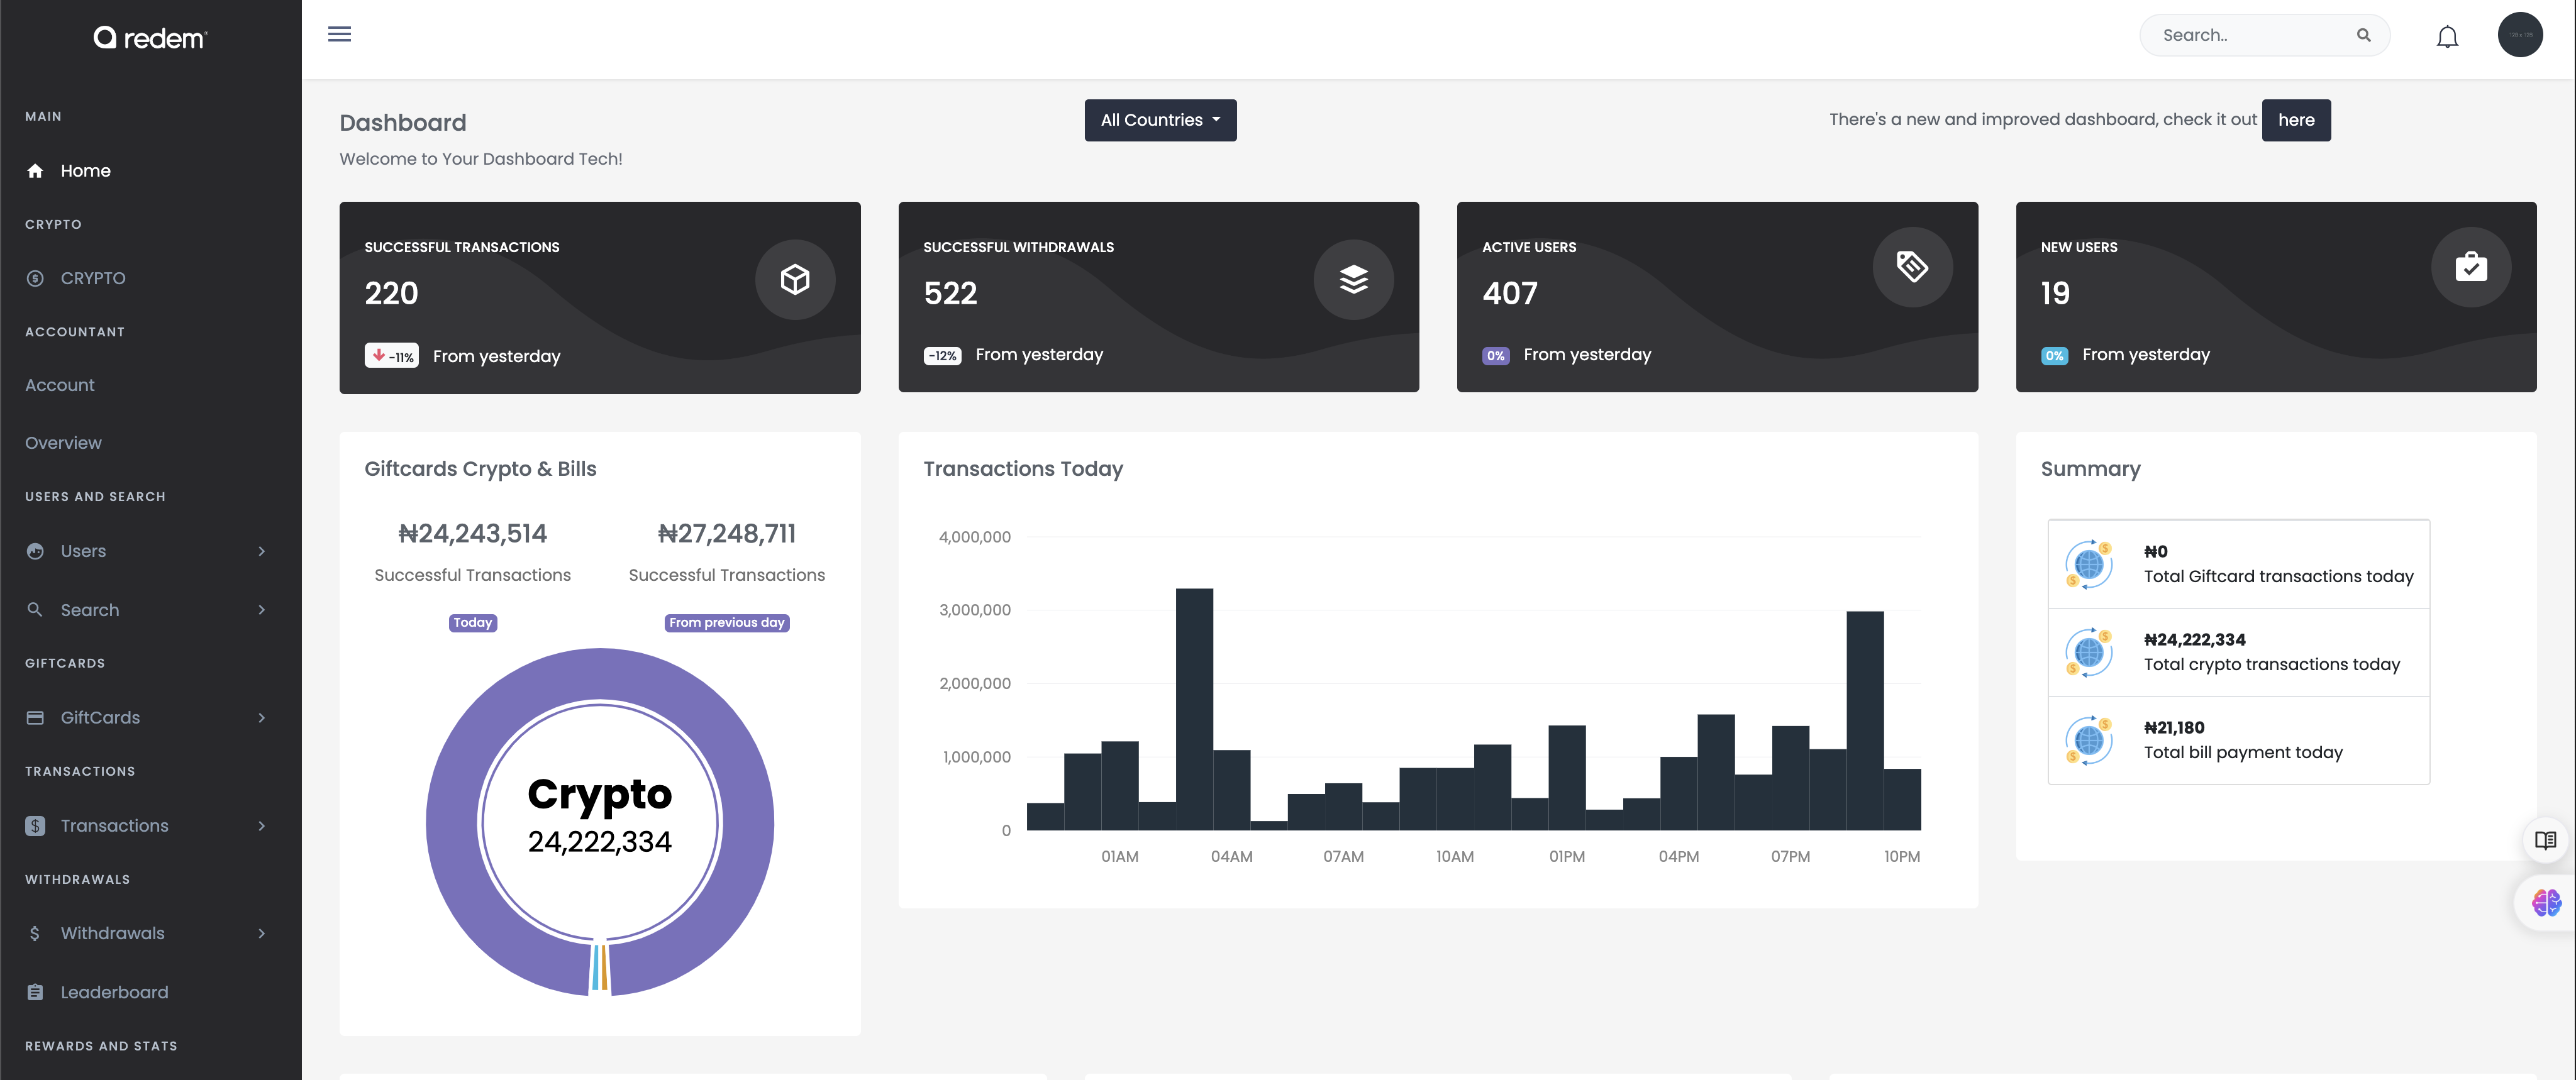 redem
MAIN
Home
CRYPTO
CRYPTO
ACCOUNTANT
Account
Overview
USERS AND SEARCH
Users
Search
GIFTCARDS
GiftCards
TRANSACTIONS
Transactions
WITHDRAWALS
Withdrawals
Leaderboard
REWARDS AND STATS
Search..
Dashboard
Welcome to Your Dashboard Tech!
All Countries
There's a new and improved dashboard, check it out here
SUCCESSFUL TRANSACTIONS
220
-11% From yesterday
SUCCESSFUL WITHDRAWALS
522
-12% From yesterday
ACTIVE USERS
407
0% From yesterday
NEW USERS
19
0% From yesterday
Giftcards Crypto & Bills
₦24,243,514
Successful Transactions
Today
₦27,248,711
Successful Transactions
From previous day
Crypto
24,222,334
Transactions Today
4,000,000
3,000,000
2,000,000
1,000,000
0
01AM 04AM 07AM 10AM 01PM 04PM 07PM 10PM
Summary
₦0
Total Giftcard transactions today
₦24,222,334
Total crypto transactions today
₦21,180
Total bill payment today